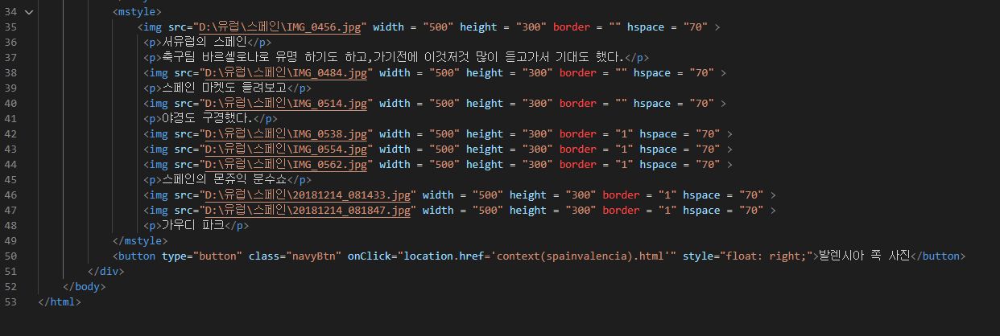 34 <mstyle>
35 <img src="D:\유럽\스페인\IMG_0456.jpg" width = "500" height = "300" border = "" hspace = "70" >
36 <p>서유럽의 스페인</p>
37 <p>축구팀 바르셀로나로 유명 하기도 하고,가기전에 이것저것 많이 듣고가서 기대도 했다.</p>
38 <img src="D:\유럽\스페인\IMG_0484.jpg" width = "500" height = "300" border = "" hspace = "70" >
39 <p>스페인 마켓도 들려보고</p>
40 <img src="D:\유럽\스페인\IMG_0514.jpg" width = "500" height = "300" border = "" hspace = "70" >
41 <p>야경도 구경했다.</p>
42 <img src="D:\유럽\스페인\IMG_0538.jpg" width = "500" height = "300" border = "1" hspace = "70" >
43 <img src="D:\유럽\스페인\IMG_0554.jpg" width = "500" height = "300" border = "1" hspace = "70" >
44 <img src="D:\유럽\스페인\IMG_0562.jpg" width = "500" height = "300" border = "1" hspace = "70" >
45 <p>스페인의 몬쥬익 분수쇼</p>
46 <img src="D:\유럽\스페인\20181214_081433.jpg" width = "500" height = "300" border = "1" hspace = "70" >
47 <img src="D:\유럽\스페인\20181214_081847.jpg" width = "500" height = "300" border = "1" hspace = "70" >
48 <p>가우디 파크</p>
49 </mstyle>
50 <button type="button" class="navyBtn" onClick="location.href='context(spainvalencia).html'" style="float: right;">발렌시아 쪽 사진</button>
51 </div>
52 </body>
53 </html>